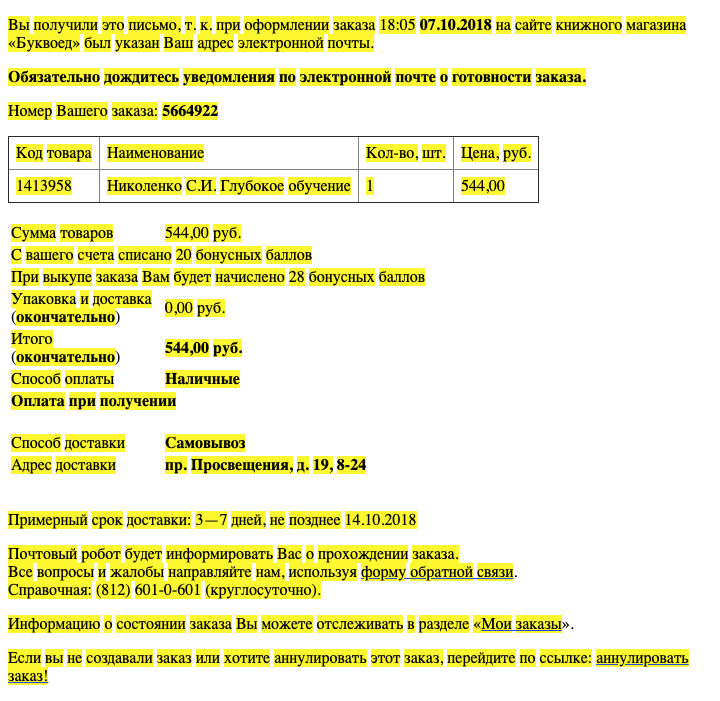 Вы получили это письмо, т. к. при оформлении заказа 18:05 07.10.2018 на сайте книжного магазина
«Буквоед» был указан Ваш адрес электронной почты.
Обязательно дождитесь уведомления по электронной почте о готовности заказа.
Номер Вашего заказа: 5664922
Код товара Наименование Кол-во, шт. Цена, руб.
1413958 Николенко С.И. Глубокое обучение 1 544,00
Сумма товаров 544,00 руб.
С вашего счета списано 20 бонусных баллов
При выкупе заказа Вам будет начислено 28 бонусных баллов
Упаковка и доставка
(окончательно) 0,00 руб.
Итого
(окончательно) 544,00 руб.
Способ оплаты Наличные
Оплата при получении
Способ доставки Самовывоз
Адрес доставки пр. Просвещения, д. 19, 8-24
Примерный срок доставки: 3—7 дней, не позднее 14.10.2018
Почтовый робот будет информировать Вас о прохождении заказа.
Все вопросы и жалобы направляйте нам, используя форму обратной связи.
Справочная: (812) 601-0-601 (круглосуточно).
Информацию о состоянии заказа Вы можете отслеживать в разделе «Мои заказы».
Если вы не создавали заказ или хотите аннулировать этот заказ, перейдите по ссылке: аннулировать
заказ!